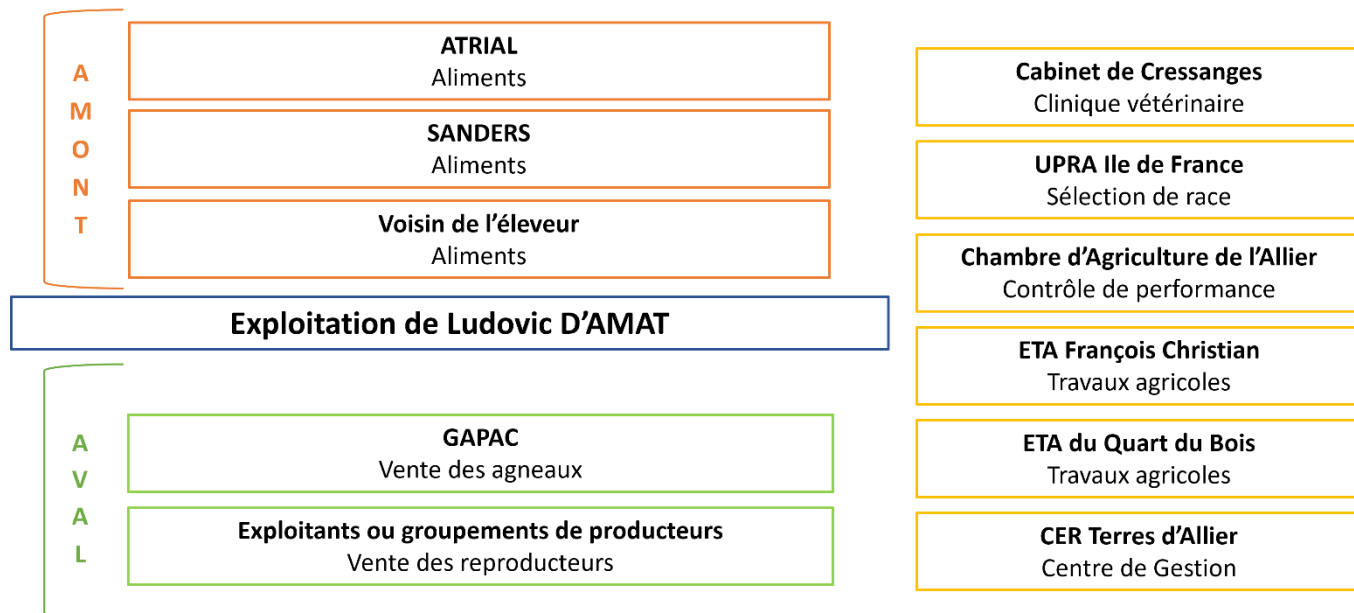 AMONT
ATRIAL
Aliments
SANDERS
Aliments
Voisin de l’éleveur
Aliments
Exploitation de Ludovic D’AMAT
AVAL
GAPAC
Vente des agneaux
Exploitants ou groupements de producteurs
Vente des reproducteurs
Cabinet de Cressanges
Clinique vétérinaire
UPRA Ile de France
Sélection de race
Chambre d’Agriculture de l’Allier
Contrôle de performance
ETA François Christian
Travaux agricoles
ETA du Quart du Bois
Travaux agricoles
CER Terres d’Allier
Centre de Gestion